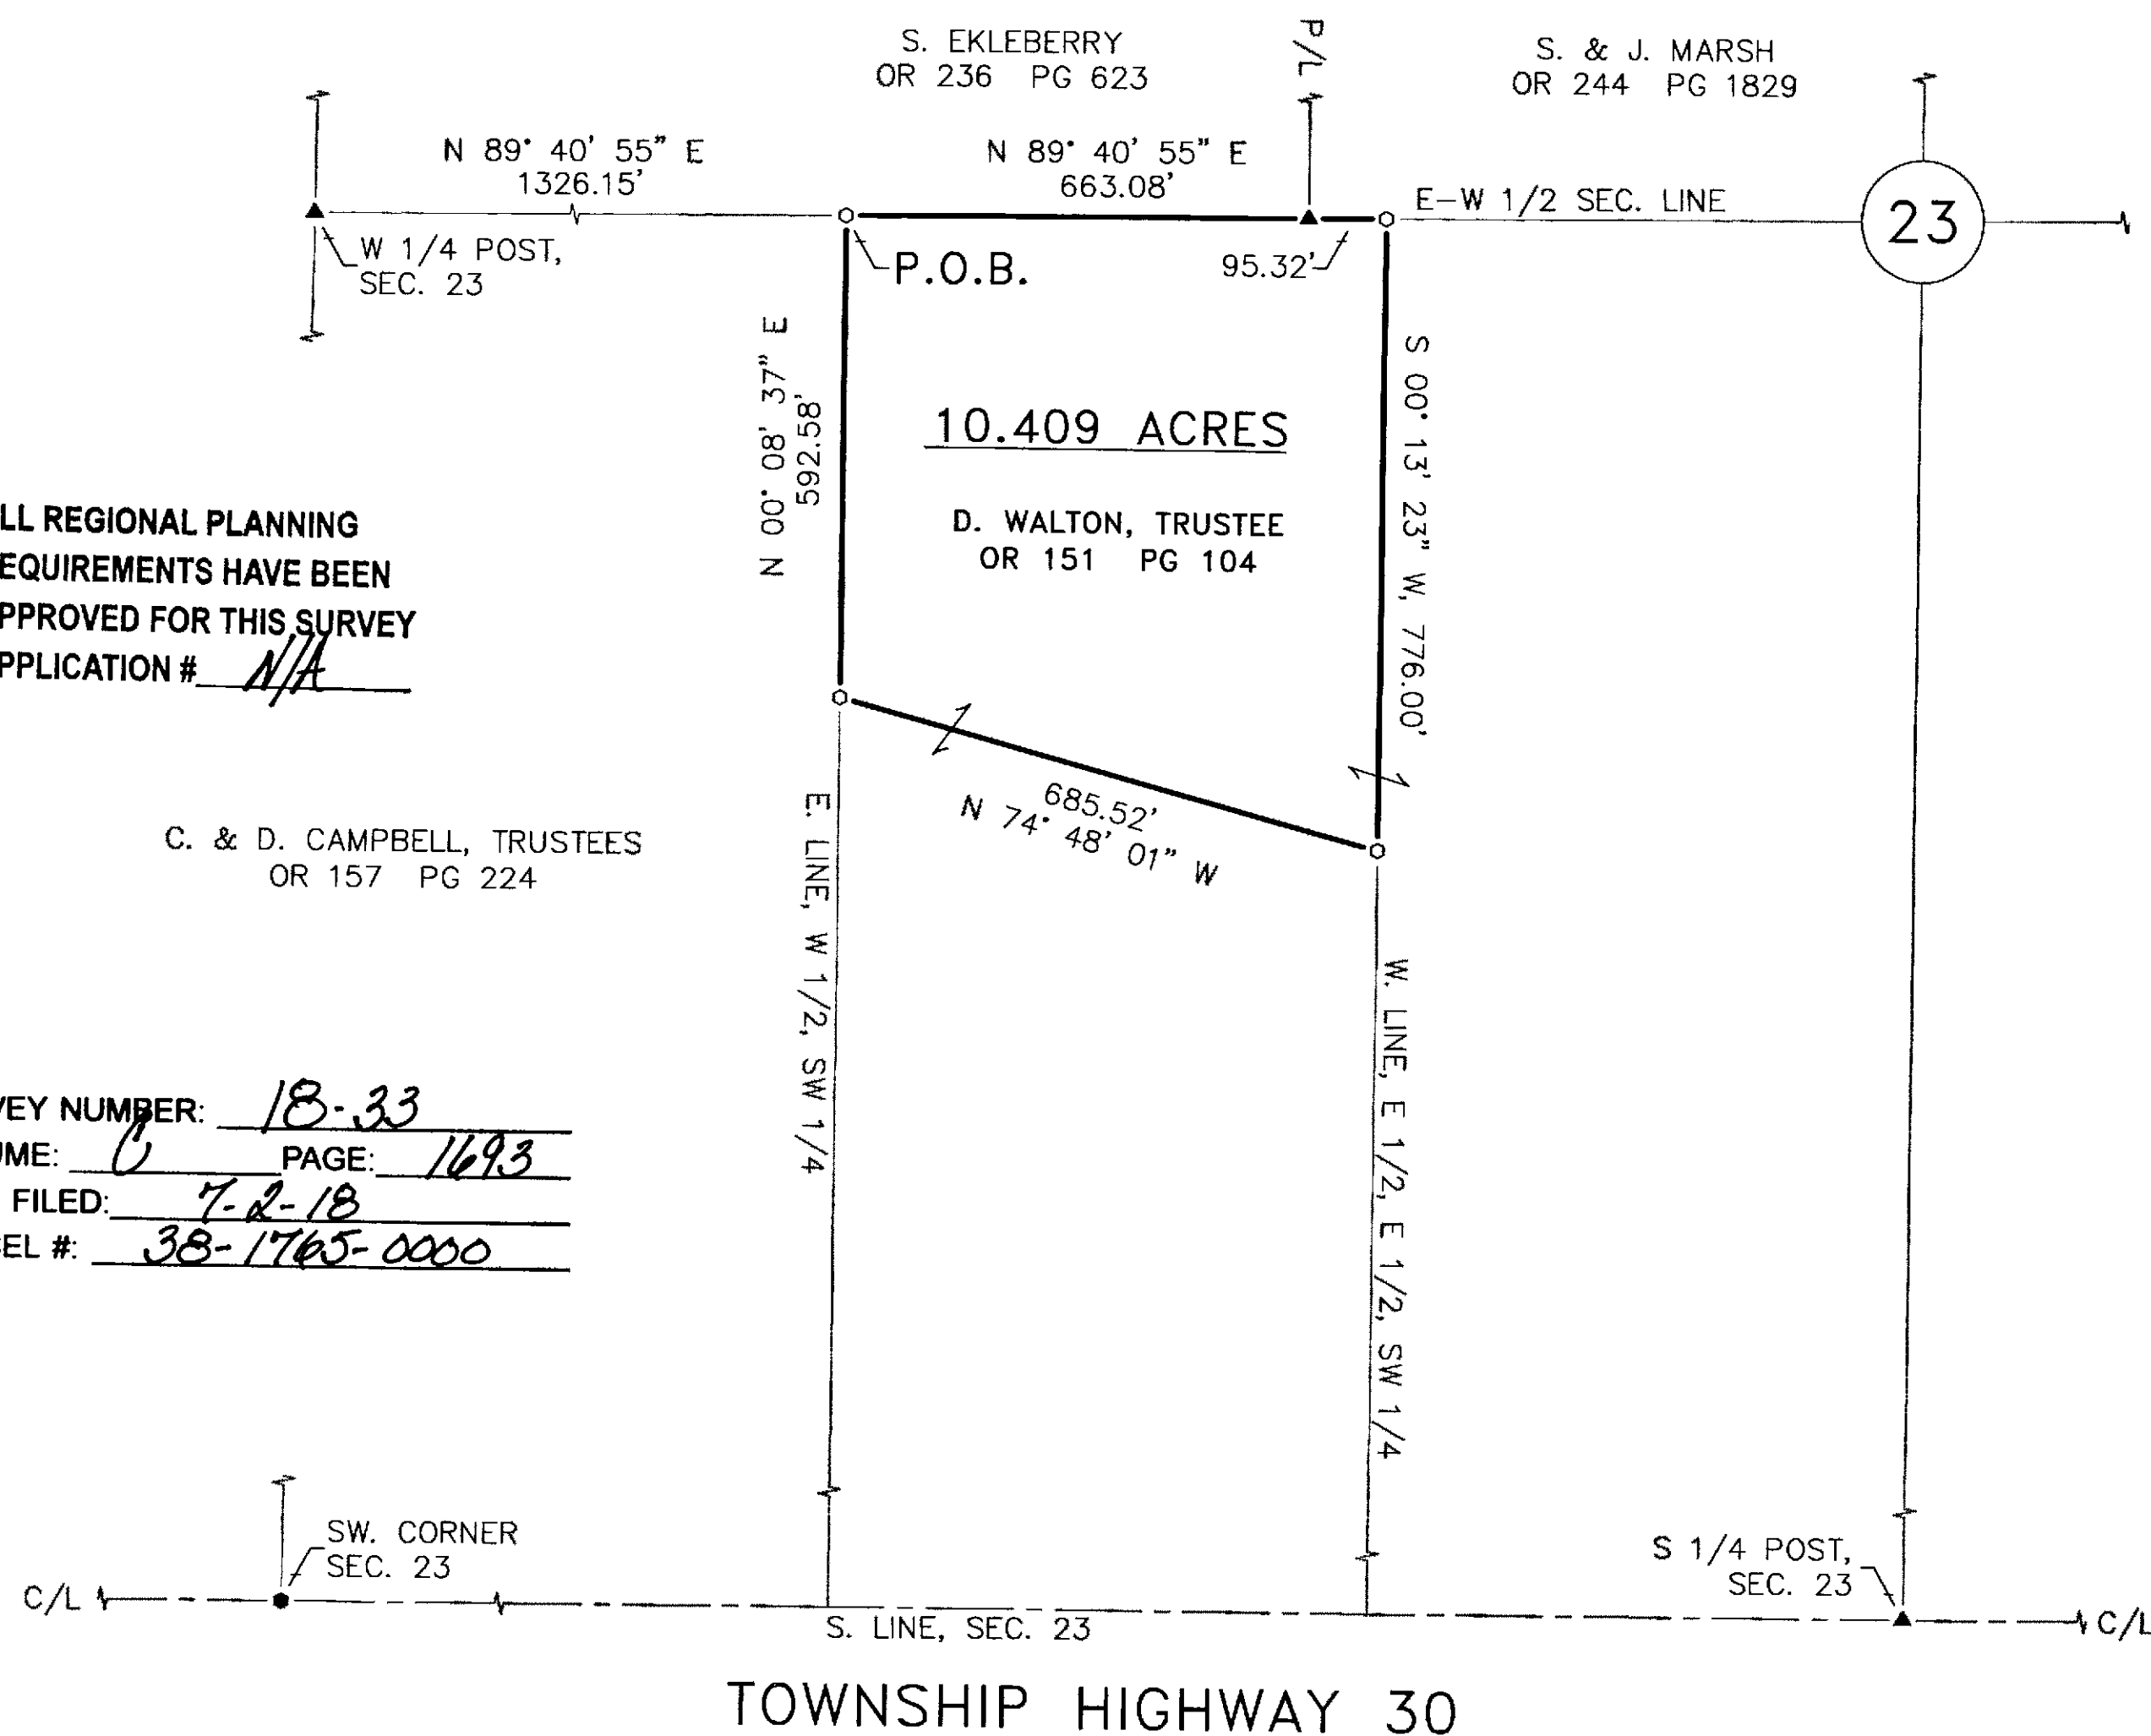 S. EKLEBERRY
OR 236 PG 623
P/L
S. & J. MARSH
OR 244 PG 1829
N 89° 40' 55" E
1326.15'
N 89° 40' 55" E
663.08'
E-W 1/2 SEC. LINE
23
W 1/4 POST,
SEC. 23
P.O.B.
95.32'
N 00° 08' 37" E
592.58'
S 00° 13' 23" W, 776.00'
10.409 ACRES
D. WALTON, TRUSTEE
OR 151 PG 104
LL REGIONAL PLANNING
EQUIREMENTS HAVE BEEN
PPROVED FOR THIS SURVEY
PPLICATION # N/A
685.52'
N 74° 48' 01" W
C. & D. CAMPBELL, TRUSTEES
OR 157 PG 224
E. LINE, W 1/2, SW 1/4
W. LINE, E 1/2, E 1/2, SW 1/4
VEY NUMBER: 18-33
UME: C PAGE: 1693
FILED: 7-2-18
CEL #: 38-1765-0000
SW. CORNER
SEC. 23
S 1/4 POST,
SEC. 23
C/L
C/L
S. LINE, SEC. 23
TOWNSHIP HIGHWAY 30